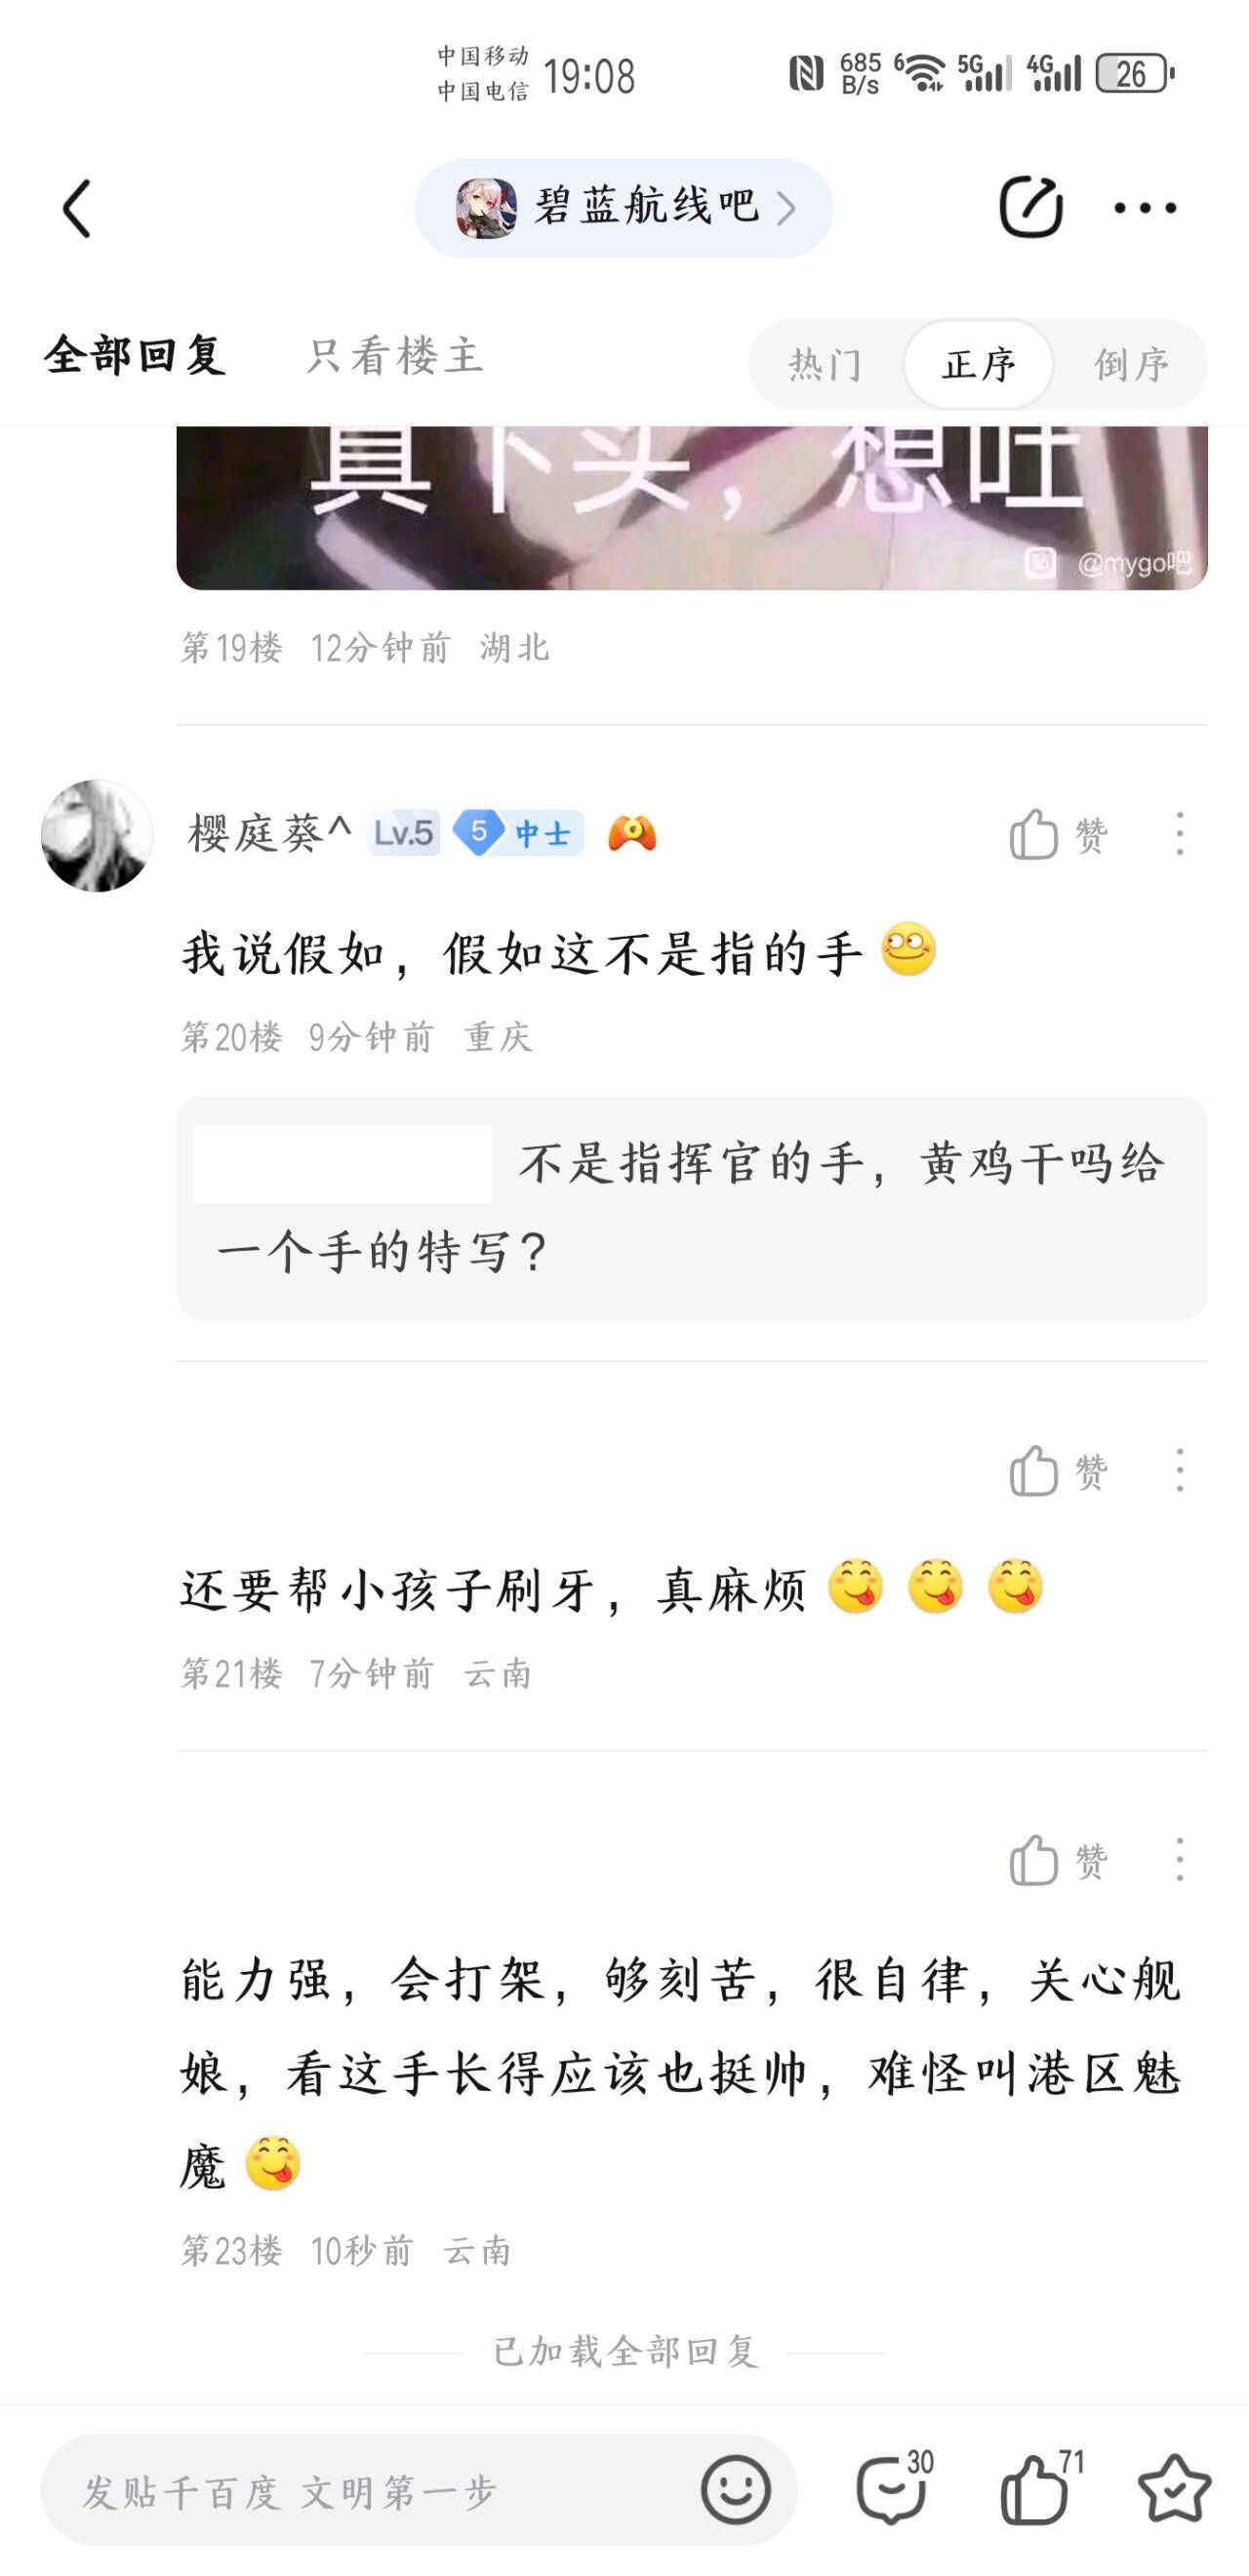 中国移动
中国电信
19:08
685
B/s
6
5G
4G
26
碧蓝航线吧
全部回复 只看楼主 热门 正序 倒序
真下头，想吐
@mygo吧
第19楼 12分钟前 湖北
樱庭葵^ Lv.5 5 中士 赞
我说假如，假如这不是指的手
第20楼 9分钟前 重庆
不是指挥官的手，黄鸡干吗给
一个手的特写？
赞
还要帮小孩子刷牙，真麻烦
第21楼 7分钟前 云南
赞
能力强，会打架，够刻苦，很自律，关心舰
娘，看这手长得应该也挺帅，难怪叫港区魅
魔
第23楼 10秒前 云南
已加载全部回复
发贴千百度 文明第一步 30 71